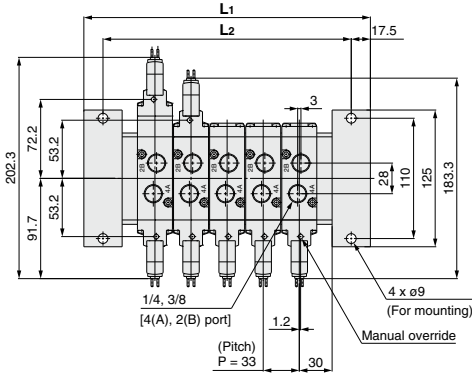 L1
L2
17.5
3
202.3
72.2
53.2
53.2
91.7
28
110
125
183.3
2B 2B 2B 2B 2B
4A 4A 4A 4A 4A
1/4, 3/8
[4(A), 2(B) port]
1.2
(Pitch)
P = 33
30
4 x ø9
(For mounting)
Manual override